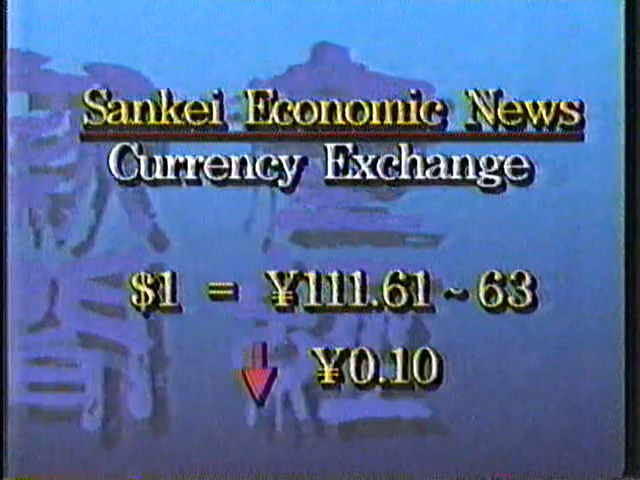 Sankei Economic News
Currency Exchange
$1 = ¥111.61 ~ 63
¥0.10